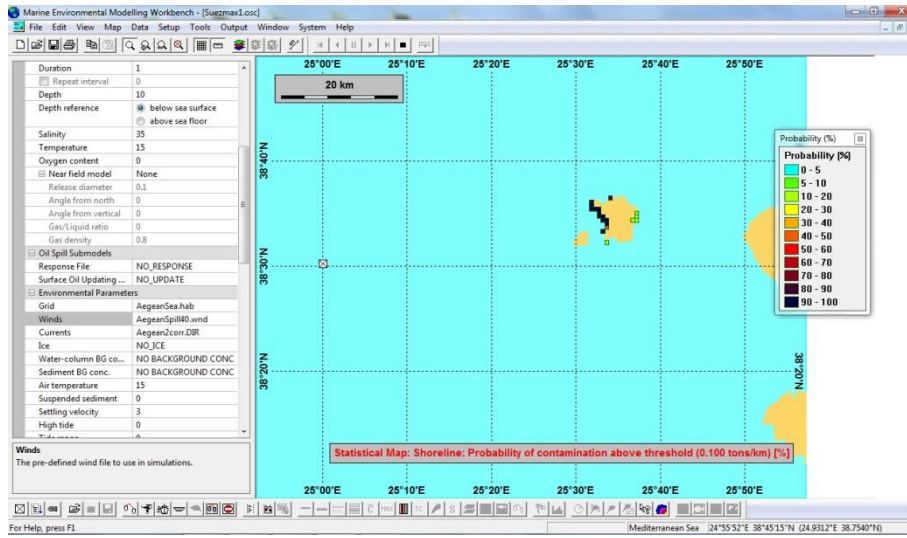 Marine Environmental Modelling Workbench - [Suezmax1.osc]
File Edit View Map Data Setup Tools Output Window System Help
Duration 1
Repeat interval 0
Depth 10
Depth reference below sea surface
above sea floor
Salinity 35
Temperature 15
Oxygen content 0
Near field model None
Release diameter 0.1
Angle from north 0
Angle from vertical 0
Gas/Liquid ratio 0
Gas density 0.8
Oil Spill Submodels
Response File NO_RESPONSE
Surface Oil Updating ... NO_UPDATE
Environmental Parameters
Grid AegeanSea.hab
Winds AegeanSpill40.wnd
Currents Aegean2corr.DIR
Ice NO_ICE
Water-column BG co... NO BACKGROUND CONC
Sediment BG conc. NO BACKGROUND CONC
Air temperature 15
Suspended sediment 0
Settling velocity 3
High tide 0
Winds
The pre-defined wind file to use in simulations.
25°00'E 25°10'E 25°20'E 25°30'E 25°40'E 25°50'E
20 km
38°40'N
38°30'N
38°20'N
38°20'N
Probability (%)
Probability (%)
0 - 5
5 - 10
10 - 20
20 - 30
30 - 40
40 - 50
50 - 60
60 - 70
70 - 80
80 - 90
90 - 100
Statistical Map: Shoreline: Probability of contamination above threshold (0.100 tons/km) [%]
25°00'E 25°10'E 25°20'E 25°30'E 25°40'E 25°50'E
For Help, press F1
Mediterranean Sea 24°55'52"E 38°45'15"N (24.9312°E 38.7540°N)